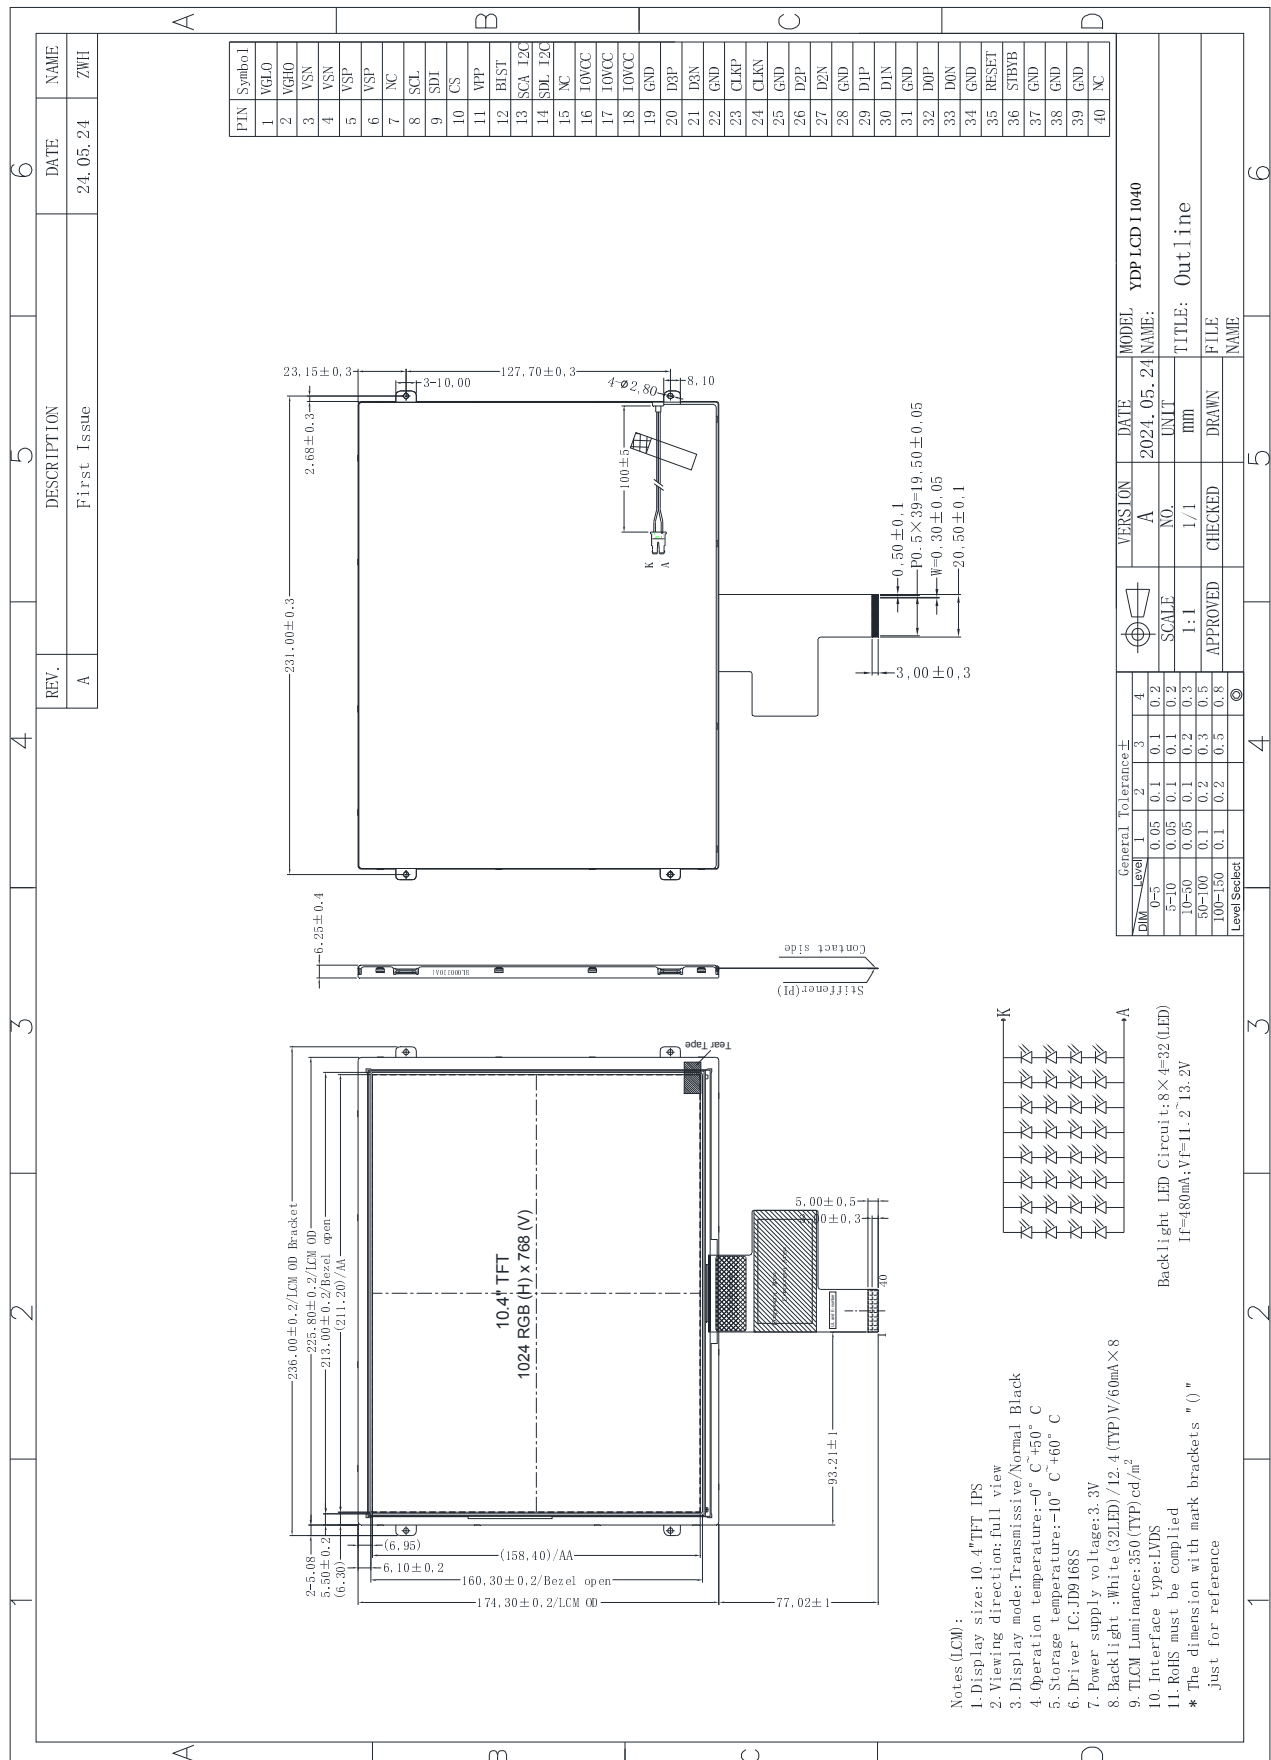 1
2
3
4
5
6
A
B
C
D
REV.
DESCRIPTION
DATE
NAME
A
First Issue
24.05.24
ZWH
PIN Symbol
1 VGLO
2 VGHO
3 VSN
4 VSN
5 VSP
6 VSP
7 NC
8 SCL
9 SDI
10 CS
11 VPP
12 BIST
13 SCA I2C
14 SDL I2C
15 NC
16 IOVCC
17 IOVCC
18 IOVCC
19 GND
20 D3P
21 D3N
22 GND
23 CLKP
24 CLKN
25 GND
26 D2P
27 D2N
28 GND
29 D1P
30 D1N
31 GND
32 D0P
33 D0N
34 GND
35 RESET
36 STBYB
37 GND
38 GND
39 GND
40 NC
236.00±0.2/LCM OD Bracket
225.80±0.2/LCM OD
213.00±0.2/Bezel open
(211.20)/AA
2-5.08
5.50±0.2
(6.30)
(6,95)
6,10±0,2
(158,40)/AA
160,30±0,2/Bezel open
174,30±0,2/LCM OD
77,02±1
93.21±1
10.4" TFT
1024 RGB (H) x 768 (V)
Tear Tape
5,00±0,5
3,00±0,3
1
40
6.25±0.4
Contact side
Stiffener(PI)
231.00±0.3
2.68±0.3
23,15±0,3
3-10,00
127,70±0,3
4-ø2,80
8,10
100±5
K
A
0,50±0,1
P0.5×39=19,50±0,05
W=0,30±0,05
20,50±0,1
3,00±0,3
Notes(LCM):
1.Display size:10.4"TFT IPS
2.Viewing direction:full view
3.Display mode:Transmissive/Normal Black
4.Operation temperature:-0° C~+50° C
5.Storage temperature:-10° C~+60° C
6.Driver IC:JD9168S
7.Power supply voltage:3.3V
8.Backlight :White(32LED)/12.4(TYP)V/60mA×8
9.TLCM Luminance:350(TYP)cd/m²
10.Interface type:LVDS
11.RoHS must be complied
* The dimension with mark brackets "()"
just for reference
K
A
Backlight LED Circuit:8×4=32(LED)
If=480mA;Vf=11.2~13.2V
General Tolerance±
DIM Level 1 2 3 4
0-5 0.05 0.1 0.1 0.2
5-10 0.05 0.1 0.1 0.2
10-50 0.05 0.1 0.2 0.3
50-100 0.1 0.2 0.3 0.5
100-150 0.1 0.2 0.5 0.8
Level Seclect ◎
VERSION
A
DATE
2024.05.24
MODEL
NAME:
YDP LCD I 1040
SCALE
1:1
NO.
1/1
UNIT
mm
TITLE: Outline
APPROVED
CHECKED
DRAWN
FILE
NAME
1
2
3
4
5
6
A
B
C
D